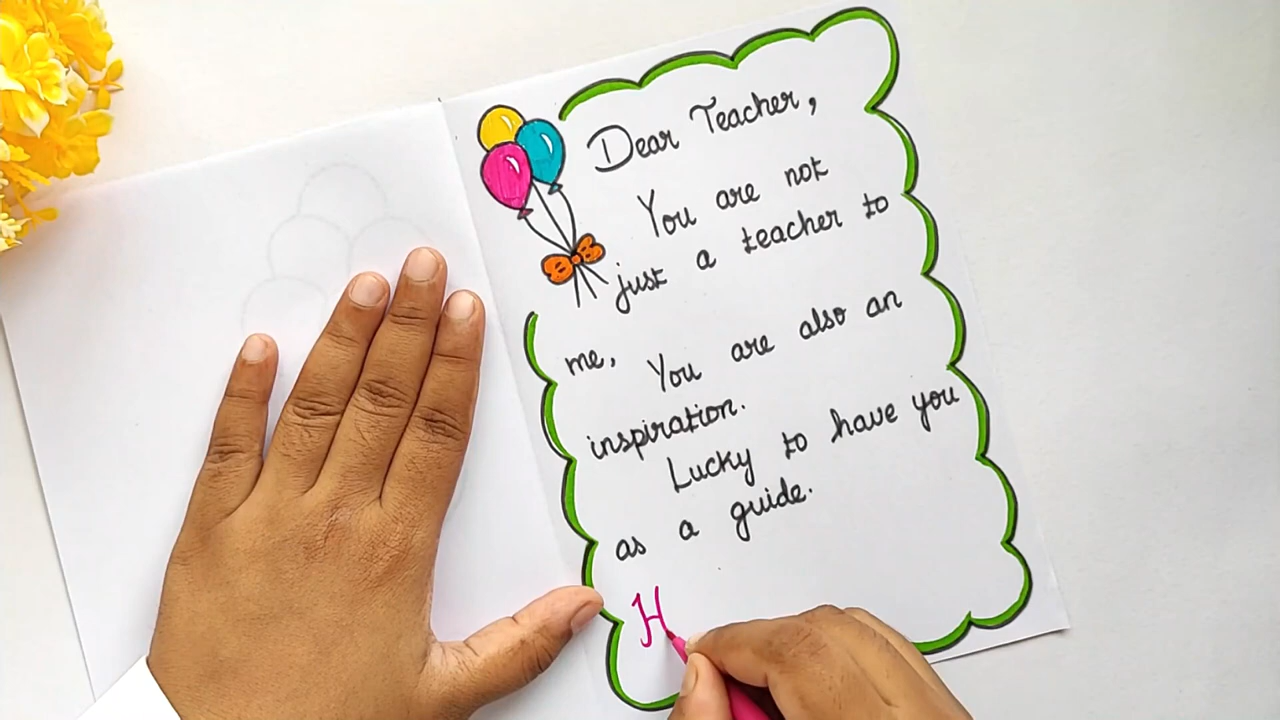 Dear Teacher,
You are not
just a teacher to
me,
You are also an
inspiration.
Lucky to have you
as a guide.
H